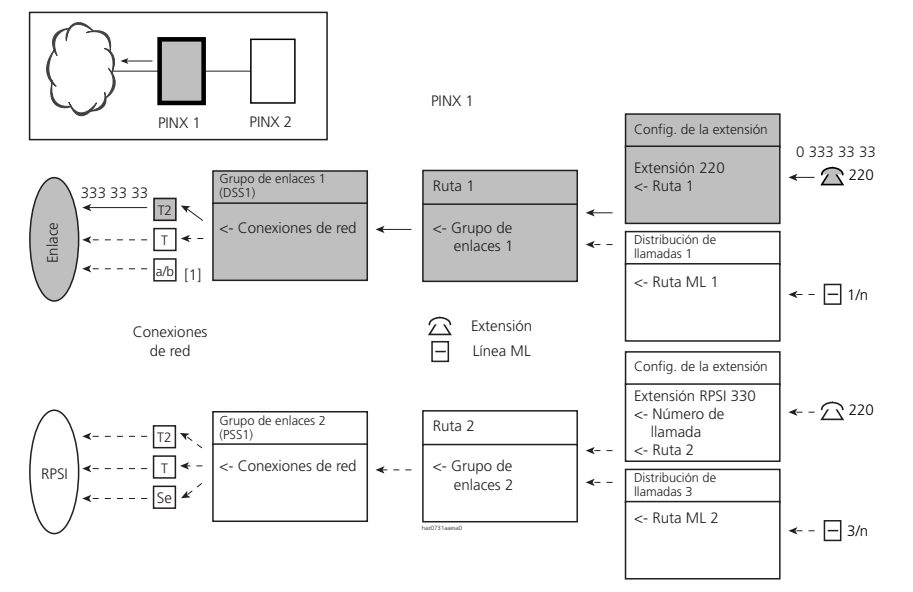 PINX 1
PINX 2
PINX 1
Config. de la extensión
Extensión 220
<- Ruta 1
0 333 33 33
220
Grupo de enlaces 1
(DSS1)
<- Conexiones de red
Ruta 1
<- Grupo de
enlaces 1
333 33 33
T2
T
a/b
[1]
Enlace
Distribución de
llamadas 1
<- Ruta ML 1
1/n
Conexiones
de red
Extensión
Línea ML
Config. de la extensión
Extensión RPSI 330
<- Número de
llamada
<- Ruta 2
220
Grupo de enlaces 2
(PSS1)
<- Conexiones de red
Ruta 2
<- Grupo de
enlaces 2
T2
T
Se
RPSI
Distribución de
llamadas 3
<- Ruta ML 2
3/n
haz0731aaesa0